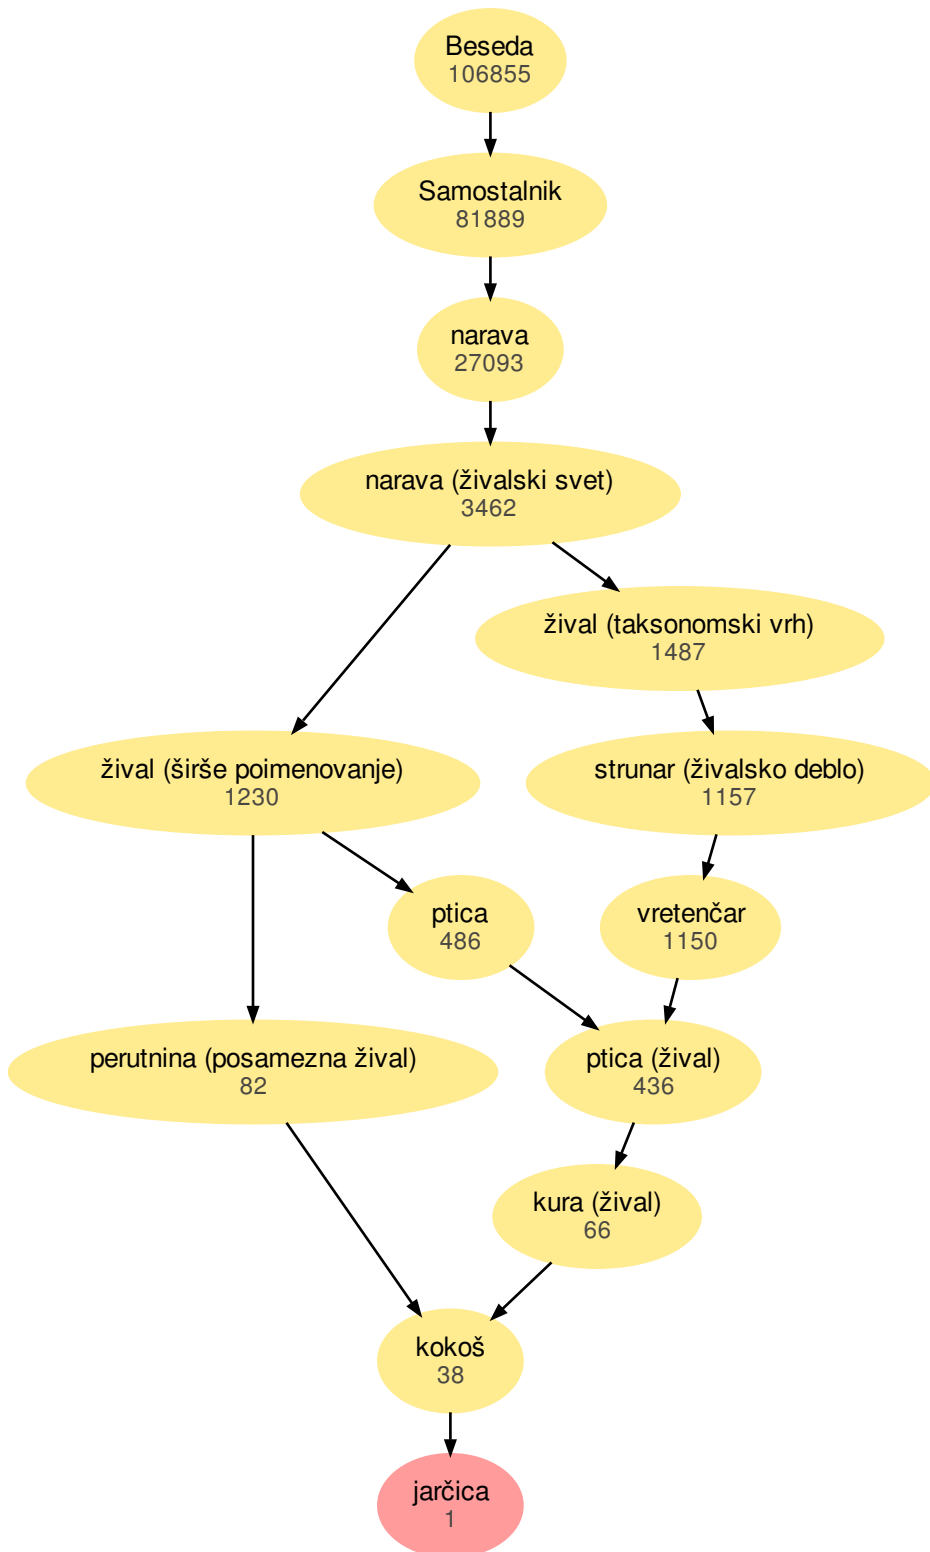 Beseda
106855
Samostalnik
81889
narava
27093
narava (živalski svet)
3462
žival (taksonomski vrh)
1487
žival (širše poimenovanje)
1230
strunar (živalsko deblo)
1157
ptica
486
vretenčar
1150
perutnina (posamezna žival)
82
ptica (žival)
436
kura (žival)
66
kokoš
38
jarčica
1